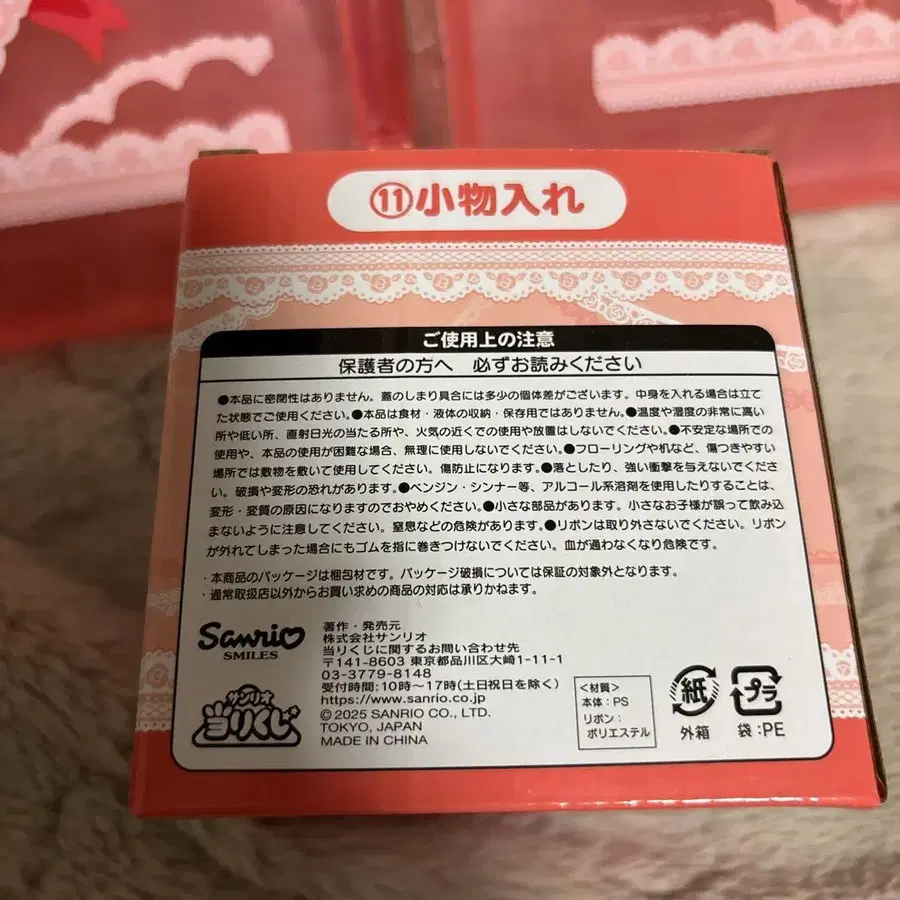 ⑪小物入れ
ご使用上の注意
保護者の方へ 必ずお読みください
●本品に密閉性はありません。蓋のしまり具合には多少の個体差がございます。中身を入れる場合は立て
た状態でご使用ください。●本品は食材・液体の収納・保存用ではありません。●温度や湿度の非常に高い
所や低い所、直射日光の当たる所や、火気の近くでの使用や放置はしないでください。●不安定な場所での
使用や、本品の使用が困難な場合、無理に使用しないでください。●フローリングや机など、傷つきやすい
場所では敷物を敷いて使用してください。傷防止になります。●落としたり、強い衝撃を与えないでくださ
い。破損や変形の恐れがあります。●ベンジン・シンナー等、アルコール系溶剤を使用したりすることは、
変形・変質の原因になりますのでおやめください。●小さな部品があります。小さなお子様が誤って飲み込
まないように注意してください。窒息などの危険があります。●リボンは取り外さないでください。リボン
が外れてしまった場合にもゴムを指に巻きつけないでください。血が通わなくなり危険です。
・本商品のパッケージは梱包材です。パッケージ破損については保証の対象外となります。
・通常取扱店以外からお買い求めの商品の対応は承りかねます。
Sanrio
SMILES
サンリオ
当りくじ
著作・発売元
株式会社サンリオ
当りくじに関するお問い合わせ先
〒141-8603 東京都品川区大崎1-11-1
03-3779-8148
受付時間:10時～17時(土日祝日を除く)
https://www.sanrio.co.jp
© 2025 SANRIO CO., LTD.
TOKYO, JAPAN
MADE IN CHINA
＜材質＞
本体：PS
リボン：
ポリエステル
紙
外箱
プラ
袋：PE